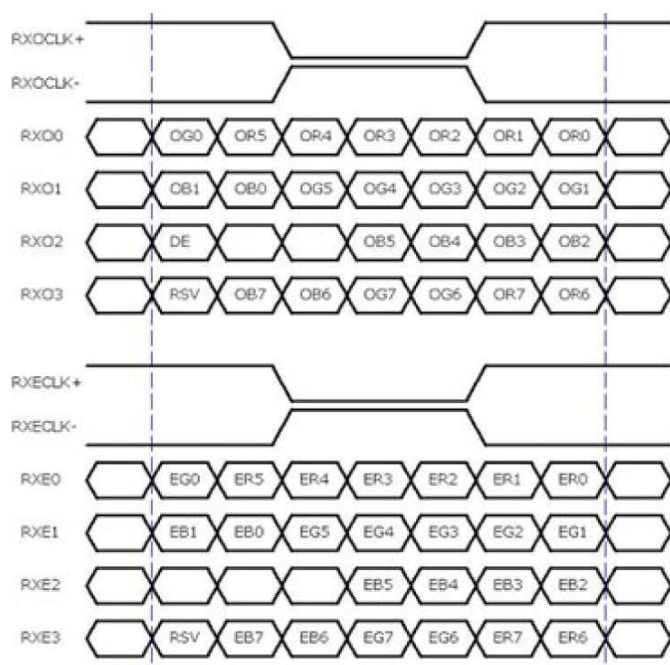 RXOCLK+
RXOCLK-
RXO0 OG0 OR5 OR4 OR3 OR2 OR1 OR0
RXO1 OB1 OB0 OG5 OG4 OG3 OG2 OG1
RXO2 DE OB5 OB4 OB3 OB2
RXO3 RSV OB7 OB6 OG7 OG6 OR7 OR6
RXECLK+
RXECLK-
RXE0 EG0 ER5 ER4 ER3 ER2 ER1 ER0
RXE1 EB1 EB0 EG5 EG4 EG3 EG2 EG1
RXE2 EB5 EB4 EB3 EB2
RXE3 RSV EB7 EB6 EG7 EG6 ER7 ER6